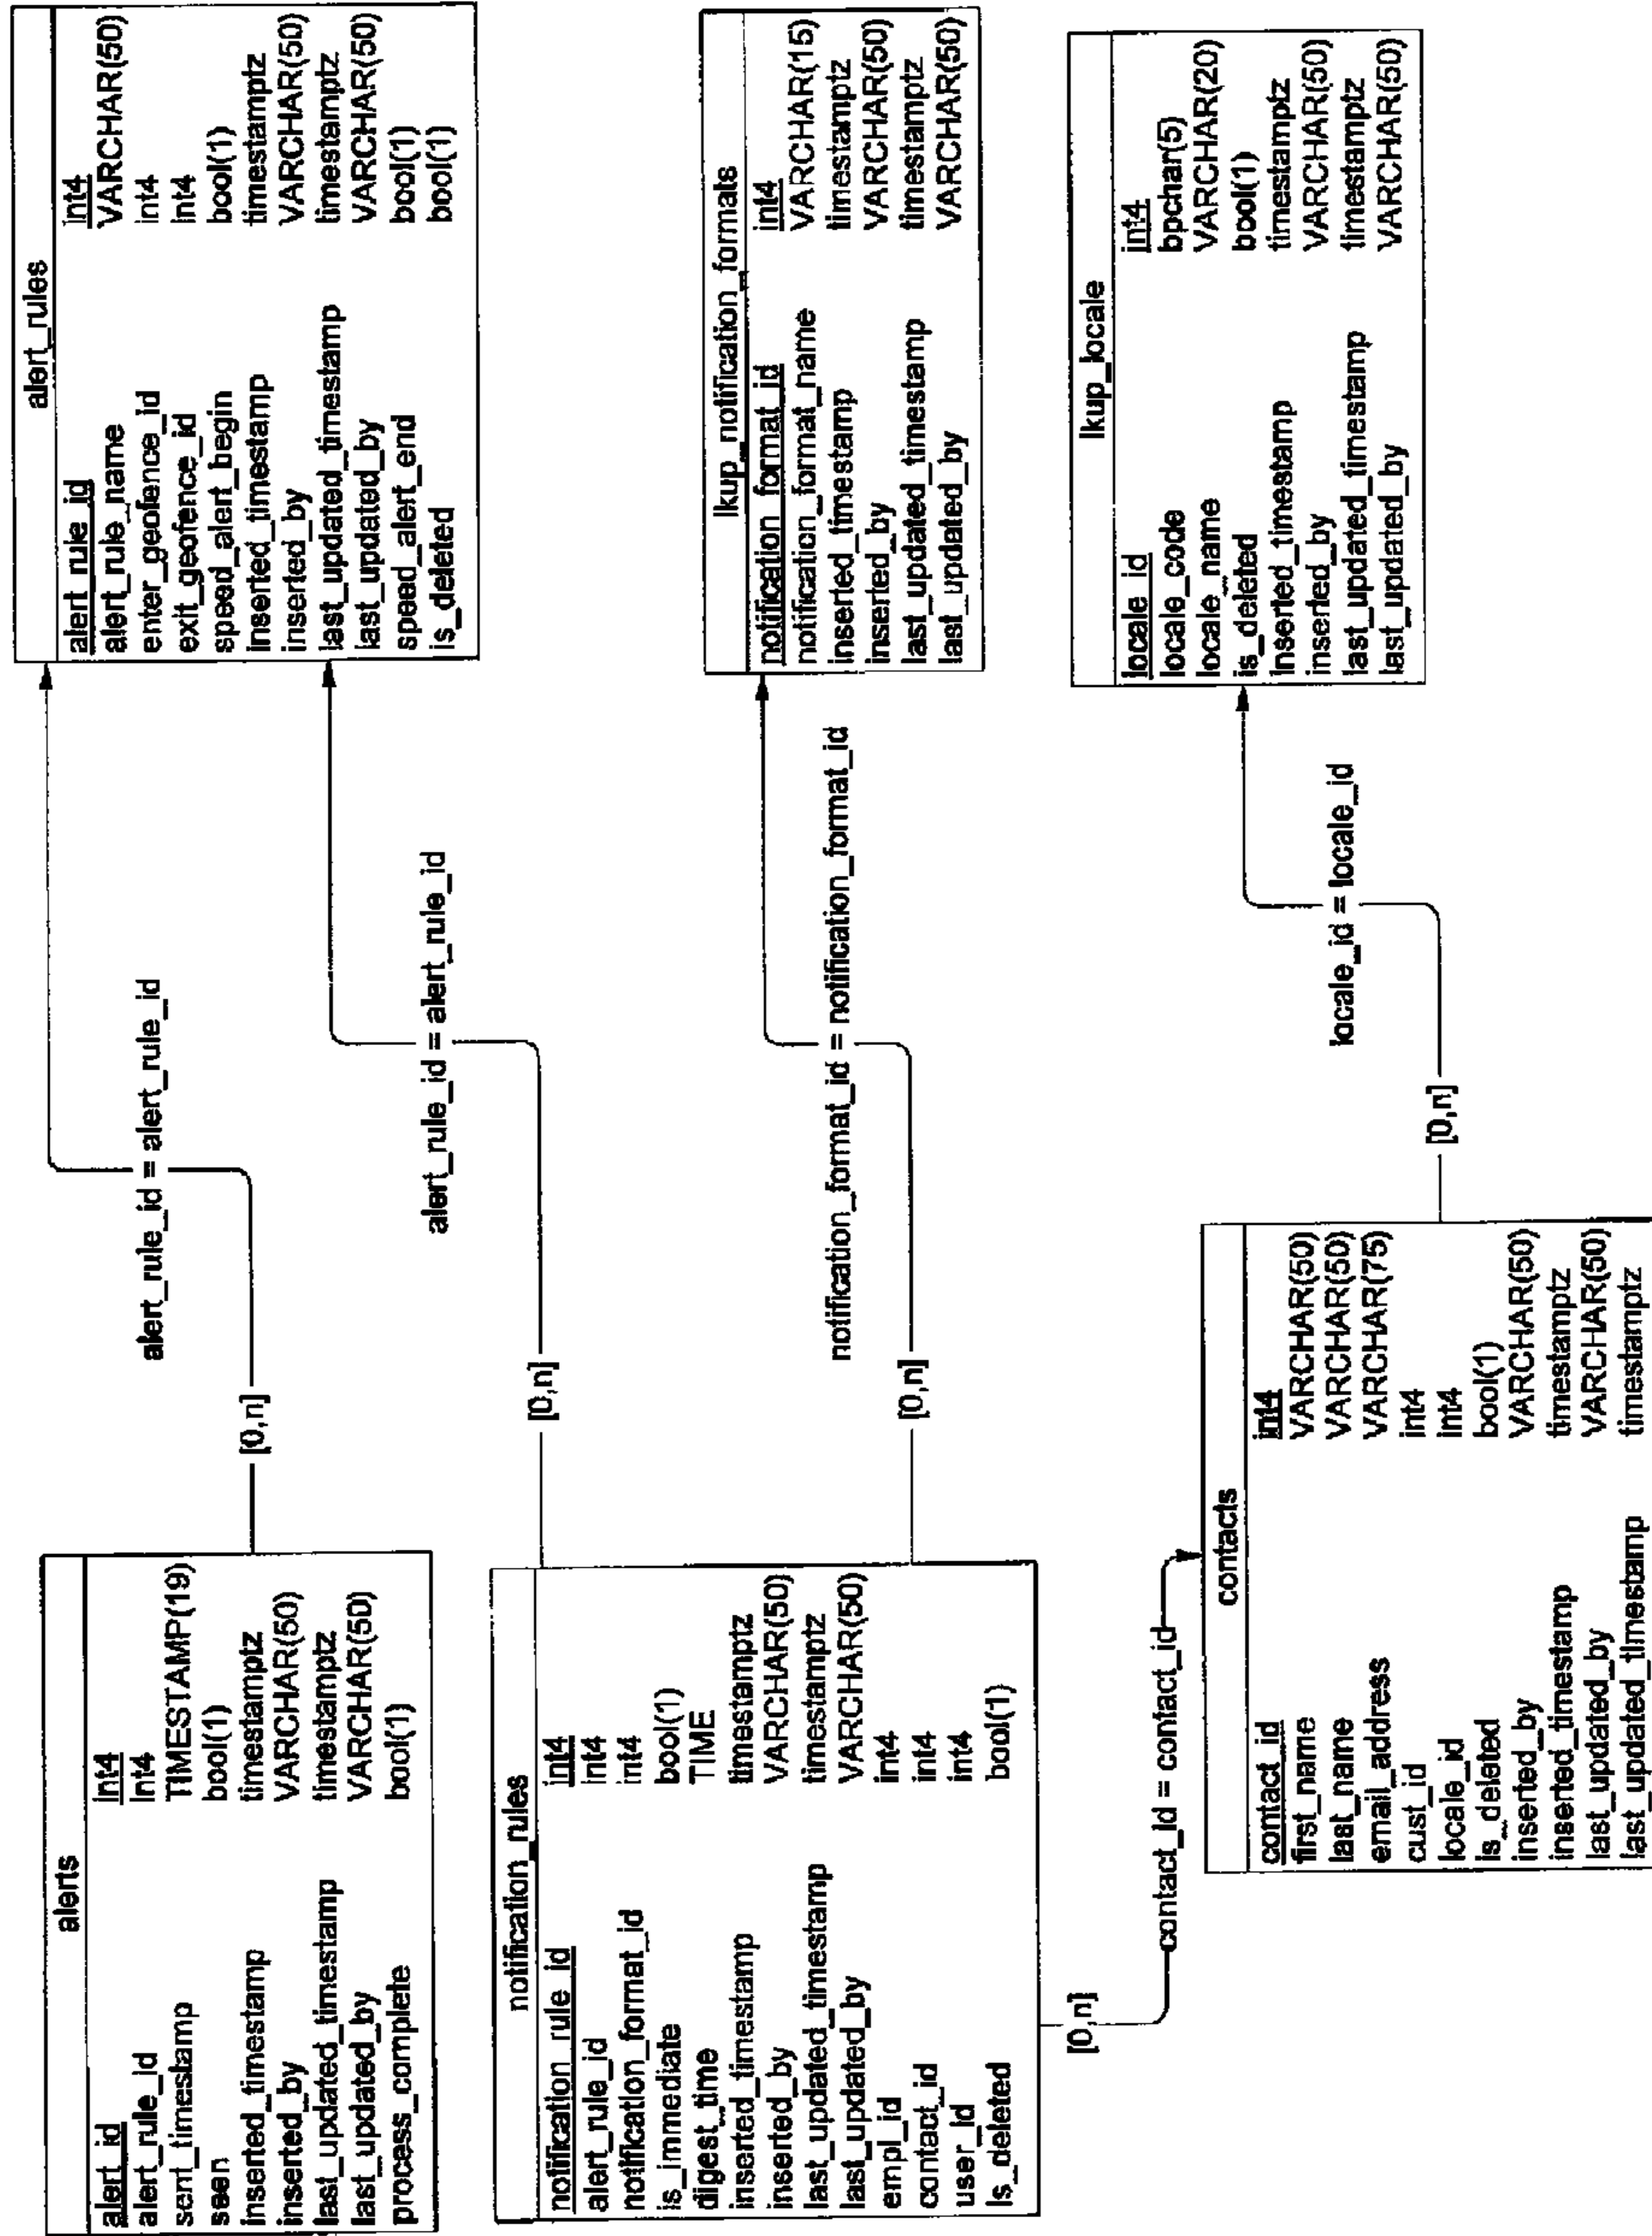 alerts
alert_id int4
alert_rule_id int4
sent_timestamp TIMESTAMP(19)
seen bool(1)
inserted_timestamp timestamptz
inserted_by VARCHAR(50)
last_updated_timestamp timestamptz
last_updated_by VARCHAR(50)
process_complete bool(1)
[0,n]
alert_rule_id = alert_rule_id
alert_rules
alert_rule_id int4
alert_rule_name VARCHAR(50)
enter_geofence_id int4
exit_geofence_id int4
speed_alert_begin bool(1)
inserted_timestamp timestamptz
inserted_by VARCHAR(50)
last_updated_timestamp timestamptz
last_updated_by VARCHAR(50)
speed_alert_end bool(1)
is_deleted bool(1)
notification_rules
notification_rule_id int4
alert_rule_id int4
notification_format_id int4
is_immediate bool(1)
digest_time TIME
inserted_timestamp timestamptz
inserted_by VARCHAR(50)
last_updated_timestamp timestamptz
last_updated_by VARCHAR(50)
empl_id int4
contact_id int4
user_id int4
is_deleted bool(1)
[0,n]
alert_rule_id = alert_rule_id
[0,n]
notification_format_id = notification_format_id
lkup_notification_formats
notification_format_id int4
notification_format_name VARCHAR(15)
inserted_timestamp timestamptz
inserted_by VARCHAR(50)
last_updated_timestamp timestamptz
last_updated_by VARCHAR(50)
[0,n]
contact_id = contact_id
contacts
contact_id int4
first_name VARCHAR(50)
last_name VARCHAR(50)
email_address VARCHAR(75)
cust_id int4
locale_id int4
is_deleted bool(1)
inserted_by VARCHAR(50)
inserted_timestamp timestamptz
last_updated_by VARCHAR(50)
last_updated_timestamp timestamptz
[0,n]
locale_id = locale_id
lkup_locale
locale_id int4
locale_code bpchar(5)
locale_name VARCHAR(20)
is_deleted bool(1)
inserted_timestamp timestamptz
inserted_by VARCHAR(50)
last_updated_timestamp timestamptz
last_updated_by VARCHAR(50)